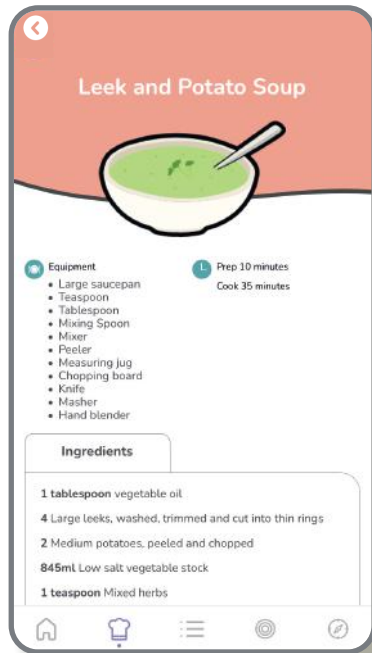 Leek and Potato Soup
Equipment
• Large saucepan
• Teaspoon
• Tablespoon
• Mixing Spoon
• Mixer
• Peeler
• Measuring jug
• Chopping board
• Knife
• Masher
• Hand blender
Prep 10 minutes
Cook 35 minutes
Ingredients
1 tablespoon vegetable oil
4 Large leeks, washed, trimmed and cut into thin rings
2 Medium potatoes, peeled and chopped
845ml Low salt vegetable stock
1 teaspoon Mixed herbs